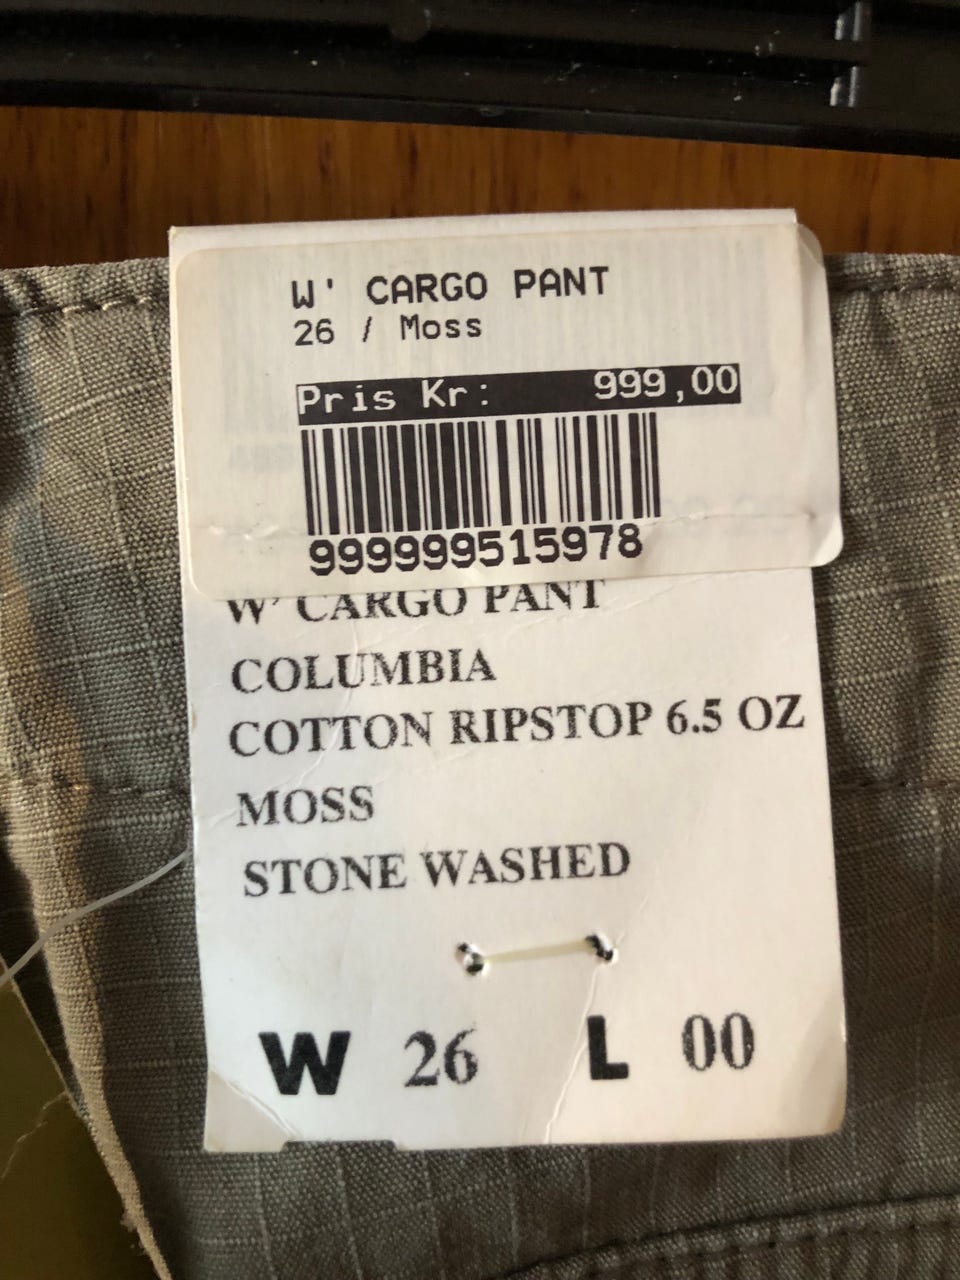 W' CARGO PANT
26 / Moss
Pris Kr: 999,00
999999515978
W' CARGO PANT
COLUMBIA
COTTON RIPSTOP 6.5 OZ
MOSS
STONE WASHED
W 26 L 00